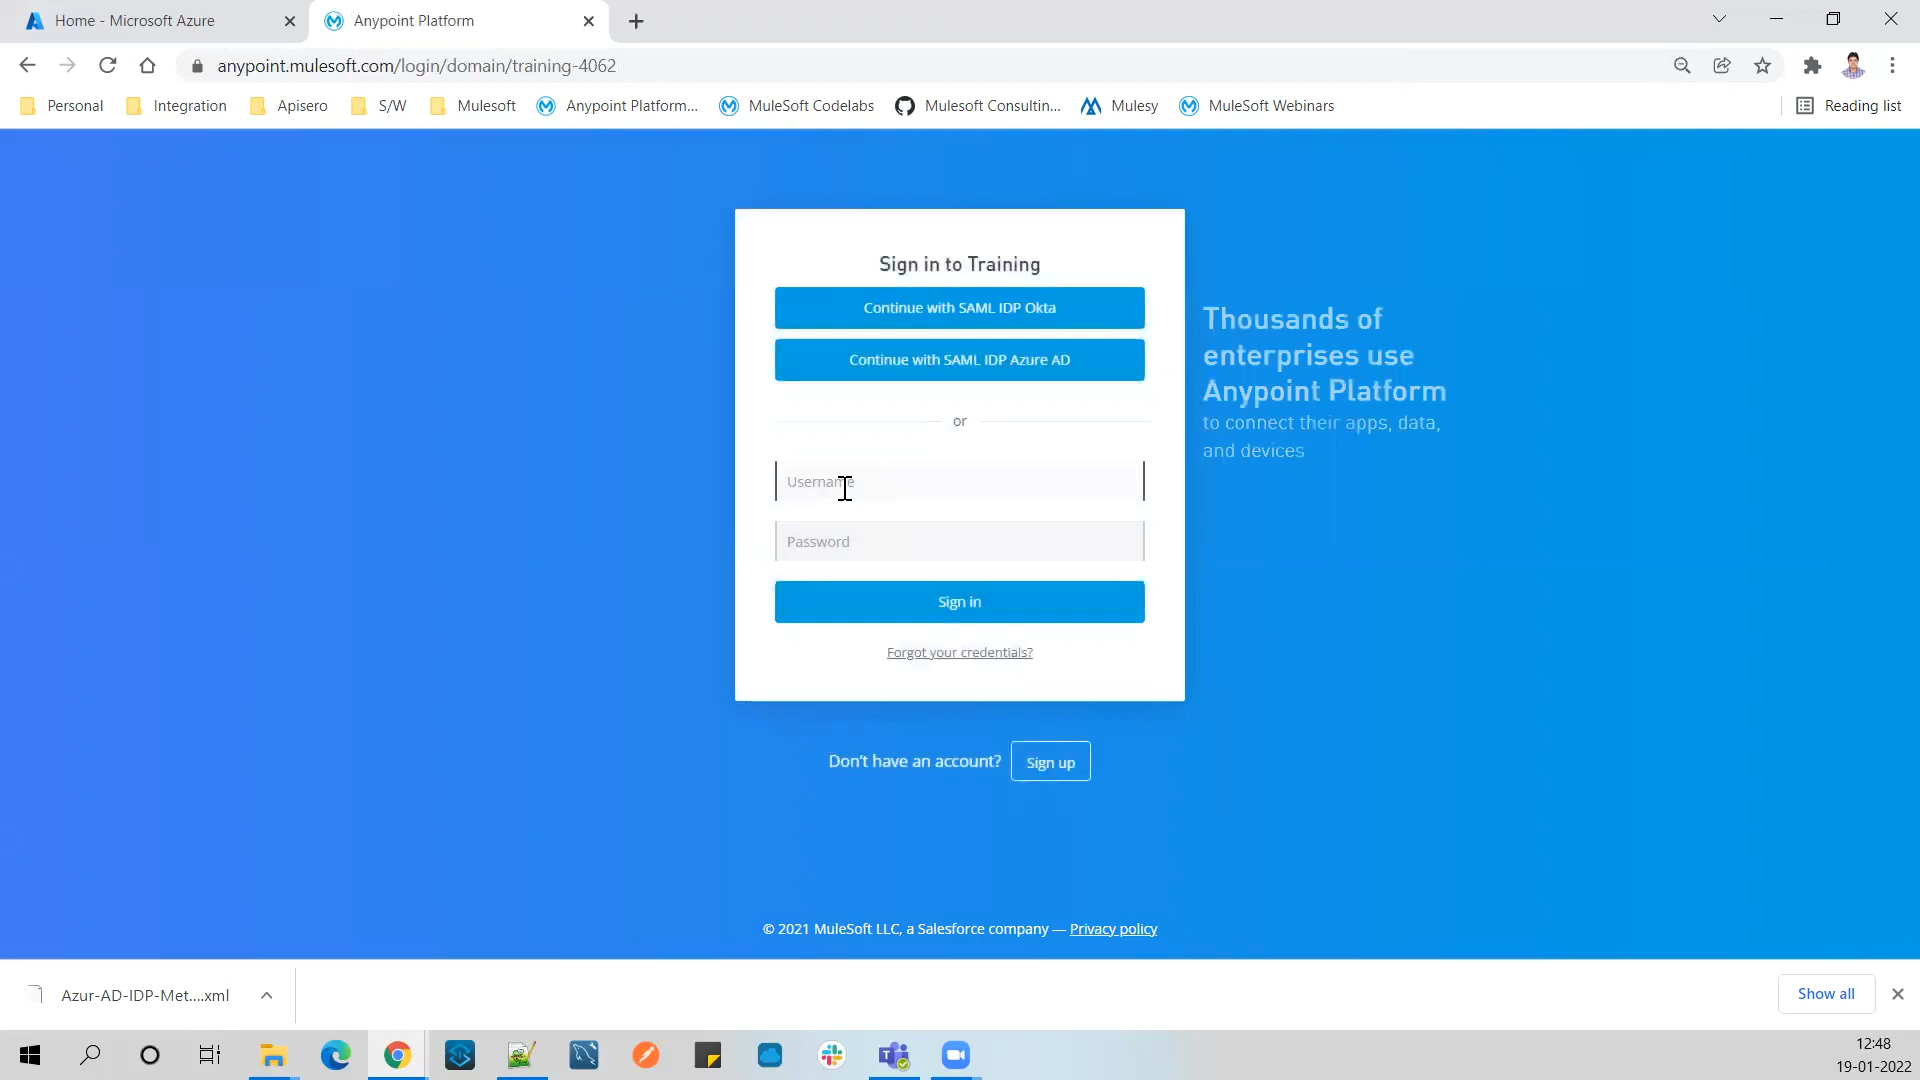 Home - Microsoft Azure
Anypoint Platform
anypoint.mulesoft.com/login/domain/training-4062
Personal
Integration
Apisero
S/W
Mulesoft
Anypoint Platform...
MuleSoft Codelabs
Mulesoft Consultin...
Mulesy
MuleSoft Webinars
Reading list
Sign in to Training
Continue with SAML IDP Okta
Continue with SAML IDP Azure AD
or
Username
Password
Sign in
Forgot your credentials?
Thousands of
enterprises use
Anypoint Platform
to connect their apps, data,
and devices
Don't have an account?
Sign up
© 2021 MuleSoft LLC, a Salesforce company — Privacy policy
Azur-AD-IDP-Met....xml
Show all
12:48
19-01-2022